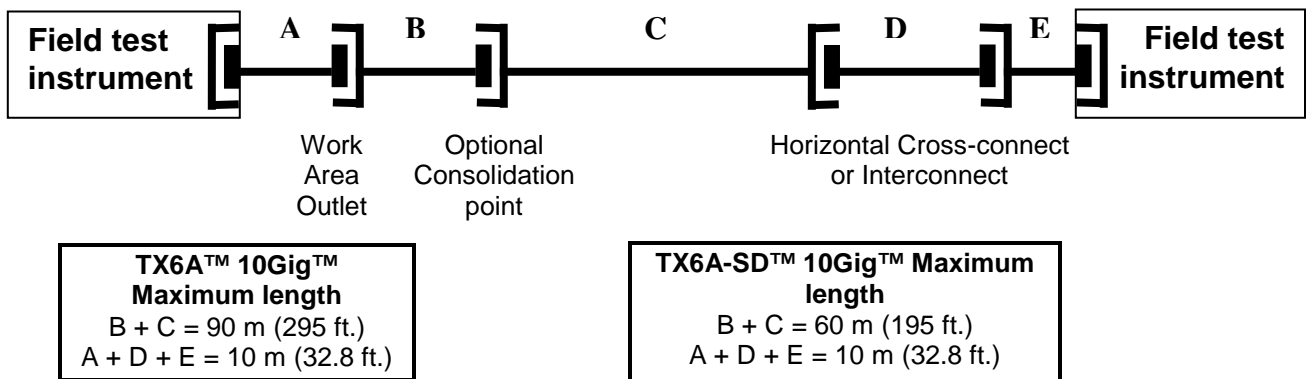 A B C D E
Field test
instrument
Field test
instrument
Work
Area
Outlet
Optional
Consolidation
point
Horizontal Cross-connect
or Interconnect
TX6A™ 10Gig™
Maximum length
B + C = 90 m (295 ft.)
A + D + E = 10 m (32.8 ft.)
TX6A-SD™ 10Gig™ Maximum
length
B + C = 60 m (195 ft.)
A + D + E = 10 m (32.8 ft.)